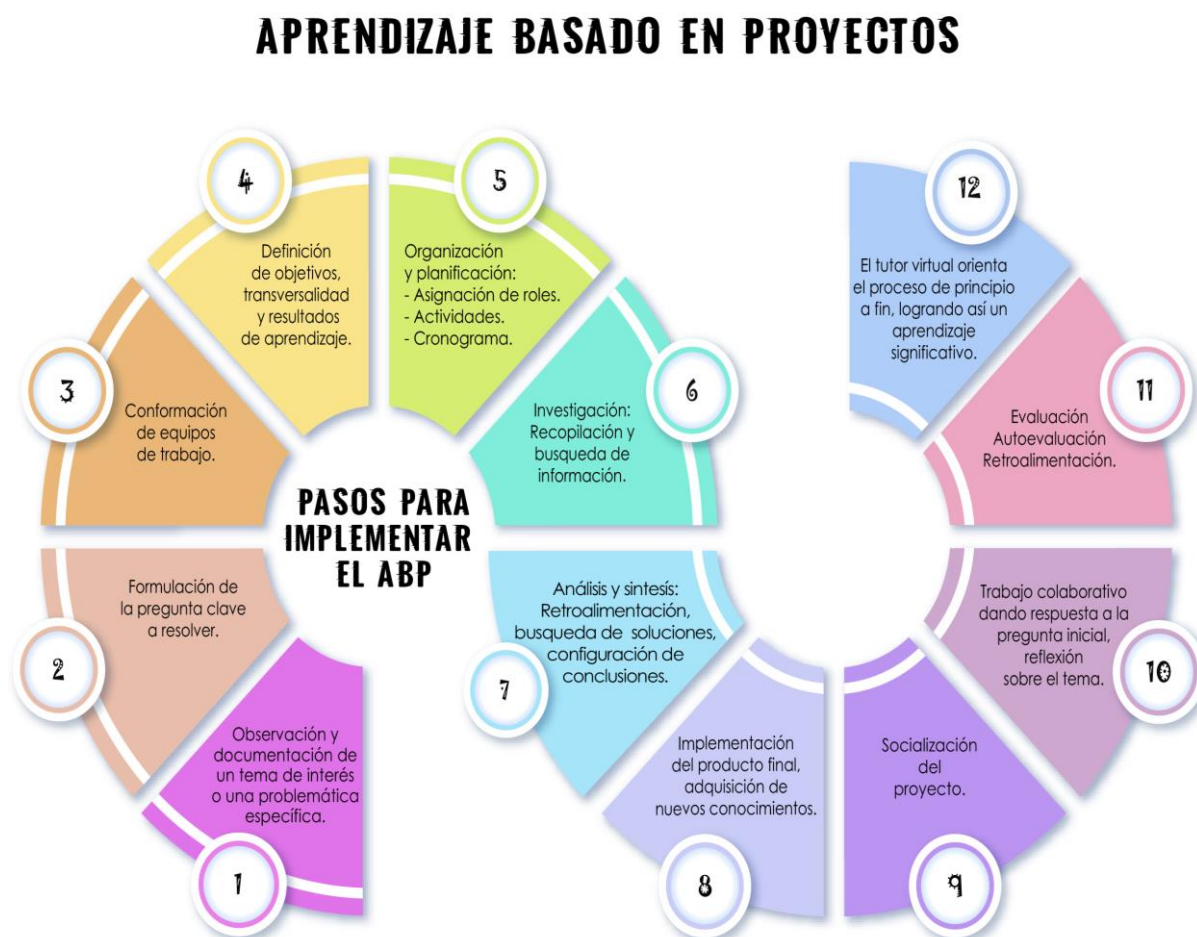 APRENDIZAJE BASADO EN PROYECTOS
PASOS PARA
IMPLEMENTAR
EL ABP
1
Observación y
documentación de
un tema de interés
o una problemática
específica.
2
Formulación de
la pregunta clave
a resolver.
3
Conformación
de equipos
de trabajo.
4
Definición
de objetivos,
transversalidad
y resultados
de aprendizaje.
5
Organización
y planificación:
- Asignación de roles.
- Actividades.
- Cronograma.
6
Investigación:
Recopilación y
busqueda de
información.
7
Análisis y sintesís:
Retroalimentación,
busqueda de soluciones,
configuración de
conclusiones.
8
Implementación
del producto final,
adquisición de
nuevos conocimientos.
9
Socialización
del
proyecto.
10
Trabajo colaborativo
dando respuesta a la
pregunta inicial,
reflexión
sobre el tema.
11
Evaluación
Autoevaluación
Retroalimentación.
12
El tutor virtual orienta
el proceso de principio
a fin, logrando así un
aprendizaje
significativo.